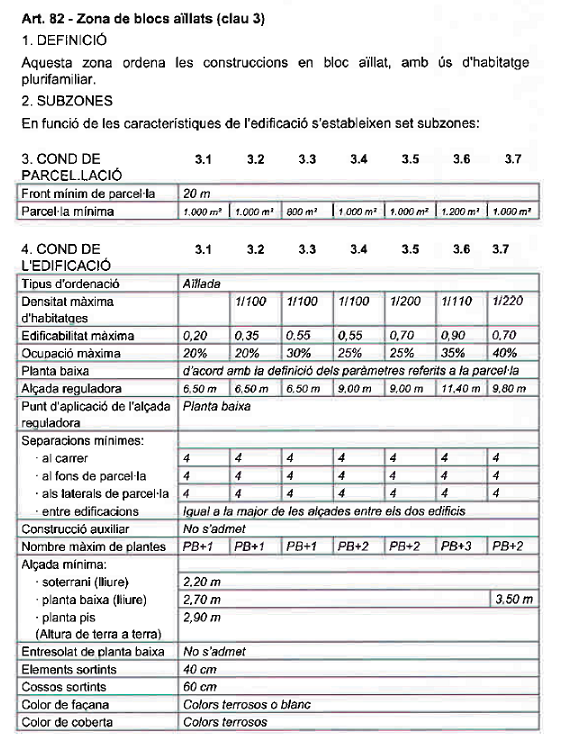 Art. 82 - Zona de blocs aïllats (clau 3)
1. DEFINICIÓ
Aquesta zona ordena les construccions en bloc aïllat, amb ús d'habitatge
plurifamiliar.
2. SUBZONES
En funció de les característiques de l'edificació s'estableixen set subzones:
3. COND DE 3.1 3.2 3.3 3.4 3.5 3.6 3.7
PARCEL.LACIÓ
Front mínim de parcel·la 20 m
Parcel·la mínima 1.000 m² 1.000 m² 800 m² 1.000 m² 1.000 m² 1.200 m² 1.000 m²
4. COND DE 3.1 3.2 3.3 3.4 3.5 3.6 3.7
L'EDIFICACIÓ
Tipus d'ordenació Aïllada
Densitat màxima 1/100 1/100 1/100 1/200 1/110 1/220
d'habitatges
Edificabilitat màxima 0,20 0,35 0.55 0,55 0,70 0,90 0,70
Ocupació màxima 20% 20% 30% 25% 25% 35% 40%
Planta baixa d'acord amb la definició dels paràmetres referits a la parcel·la
Alçada reguladora 6,50 m 6,50 m 6,50 m 9,00 m 9,00 m 11,40 m 9,80 m
Punt d'aplicació de l'alçada Planta baixa
reguladora
Separacions mínimes:
· al carrer 4 4 4 4 4 4 4
· al fons de parcel·la 4 4 4 4 4 4 4
· als laterals de parcel·la 4 4 4 4 4 4 4
· entre edificacions Igual a la major de les alçades entre els dos edificis
Construcció auxiliar No s'admet
Nombre màxim de plantes PB+1 PB+1 PB+1 PB+2 PB+2 PB+3 PB+2
Alçada mínima:
· soterrani (lliure) 2,20 m
· planta baixa (lliure) 2,70 m 3,50 m
· planta pis 2,90 m
(Altura de terra a terra)
Entresolat de planta baixa No s'admet
Elements sortints 40 cm
Cossos sortints 60 cm
Color de façana Colors terrosos o blanc
Color de coberta Colors terrosos